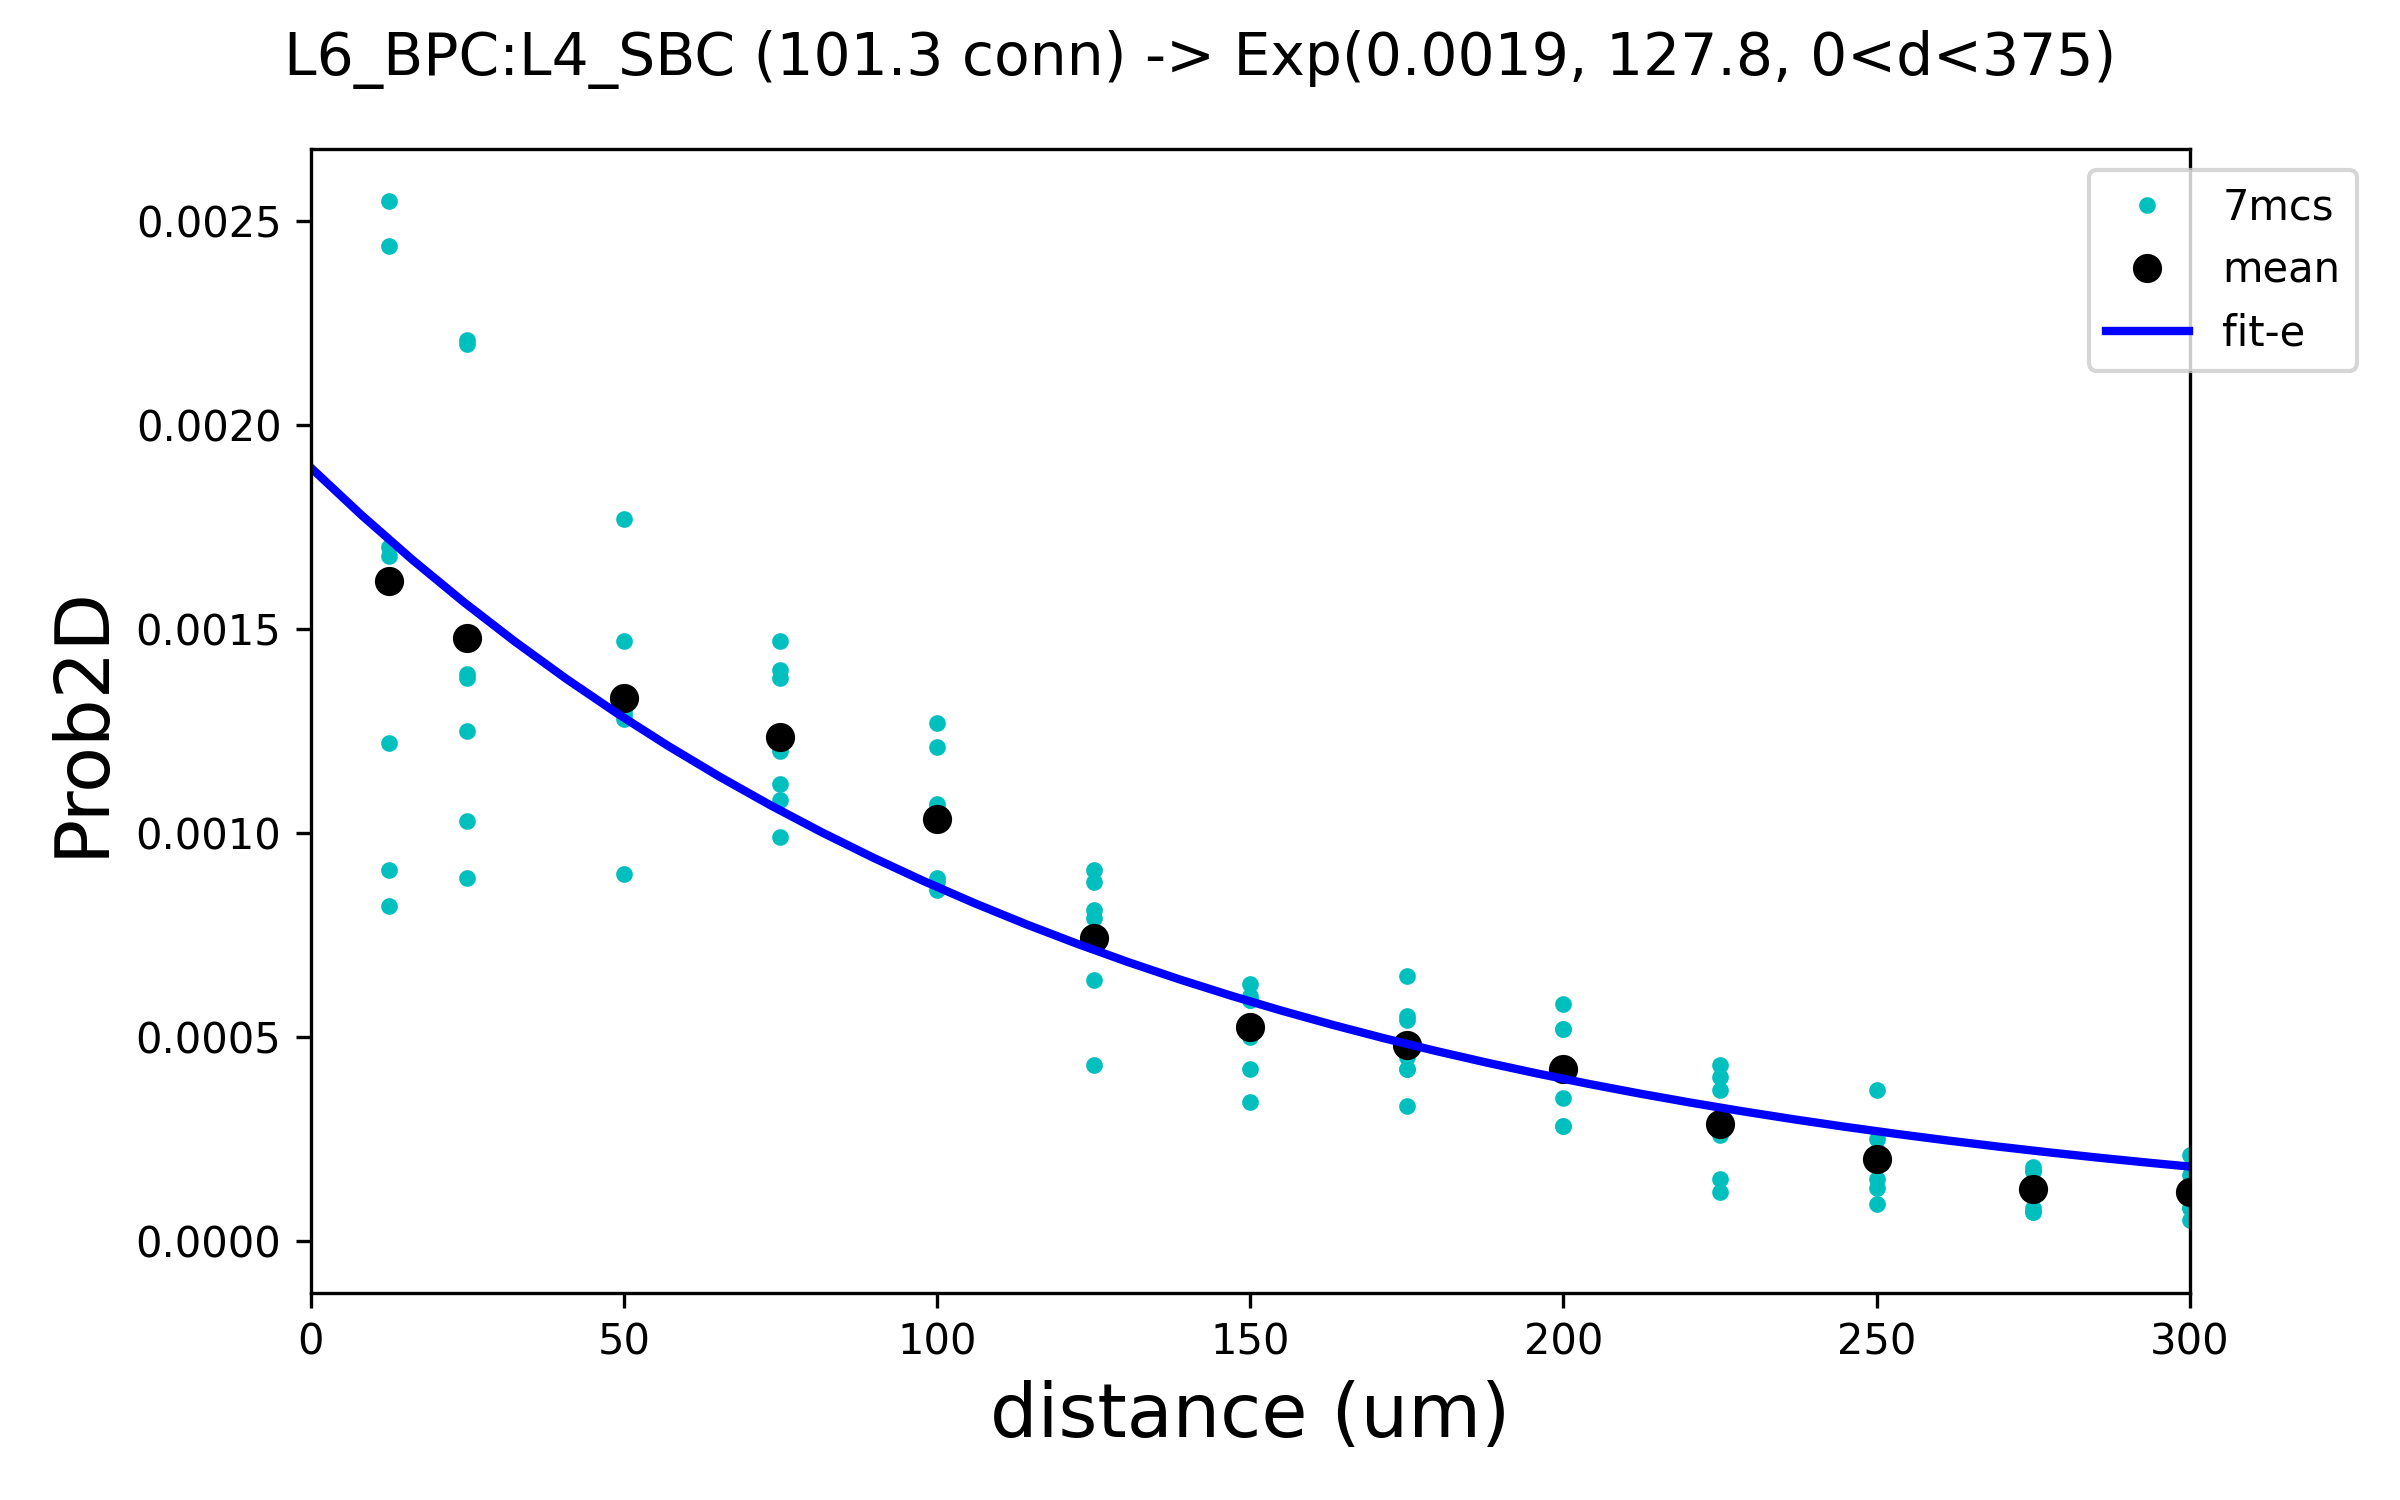 L6_BPC:L4_SBC (101.3 conn) -> Exp(0.0019, 127.8, 0<d<375)
7mcs
mean
fit-e
0.0025
0.0020
0.0015
0.0010
0.0005
0.0000
Prob2D
0 50 100 150 200 250 300
distance (um)